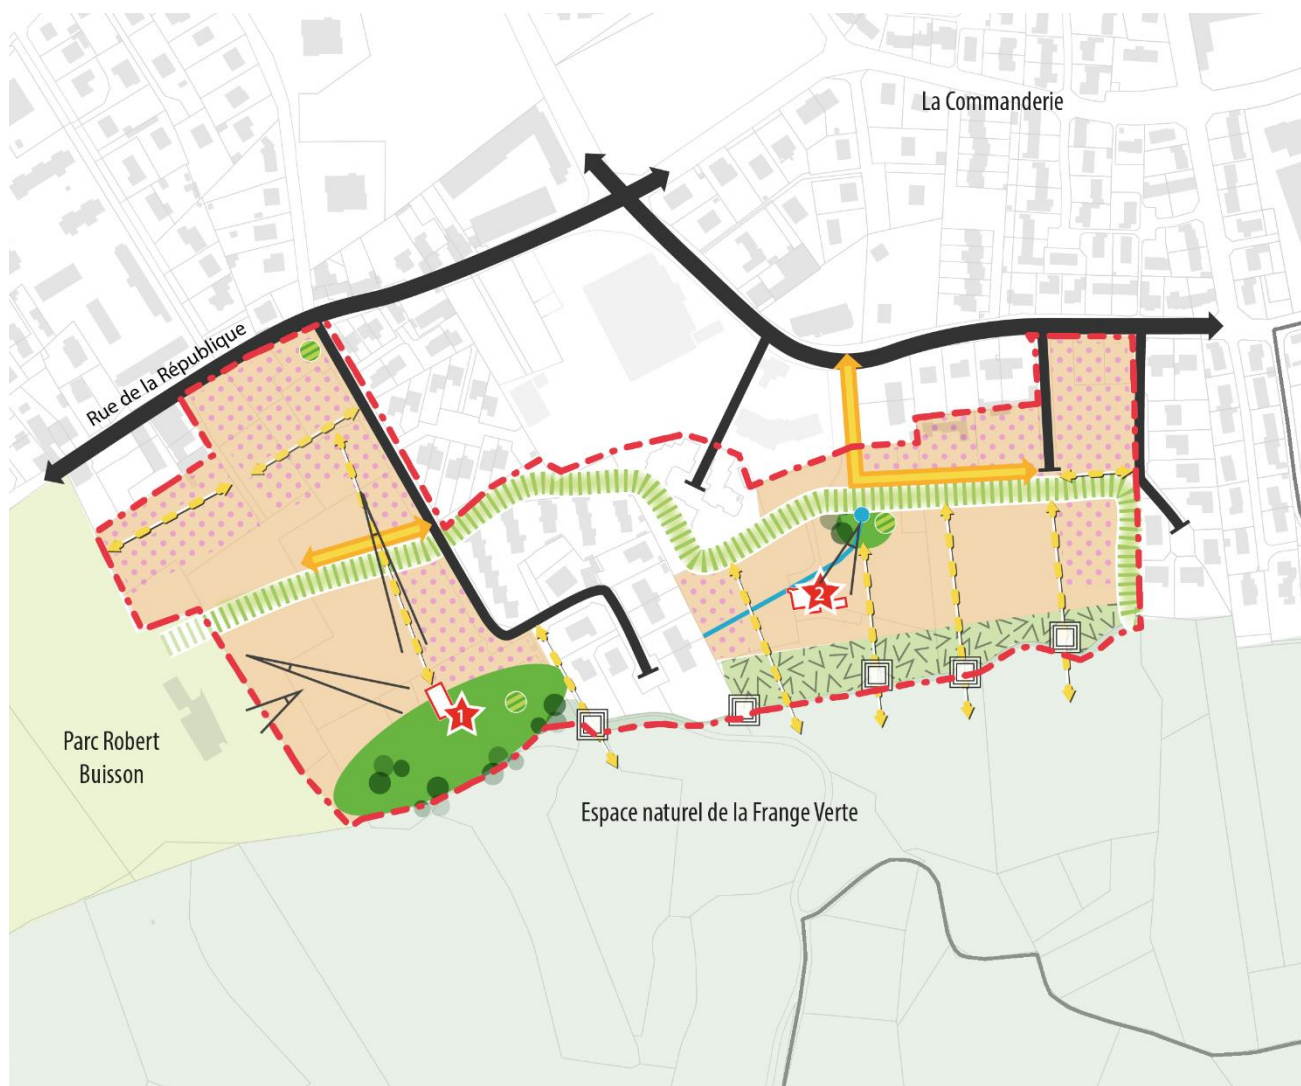 La Commanderie
Rue de la République
2
1
Parc Robert
Buisson
Espace naturel de la Frange Verte